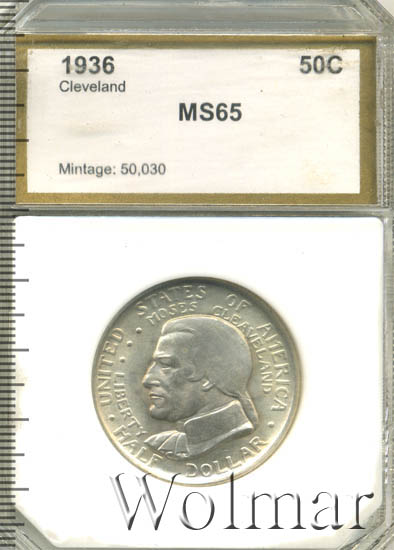 1936 50C
Cleveland
MS65
Mintage: 50,030
UNITED STATES OF AMERICA
MOSES CLEAVELAND
LIBERTY
HALF DOLLAR
Wolmar